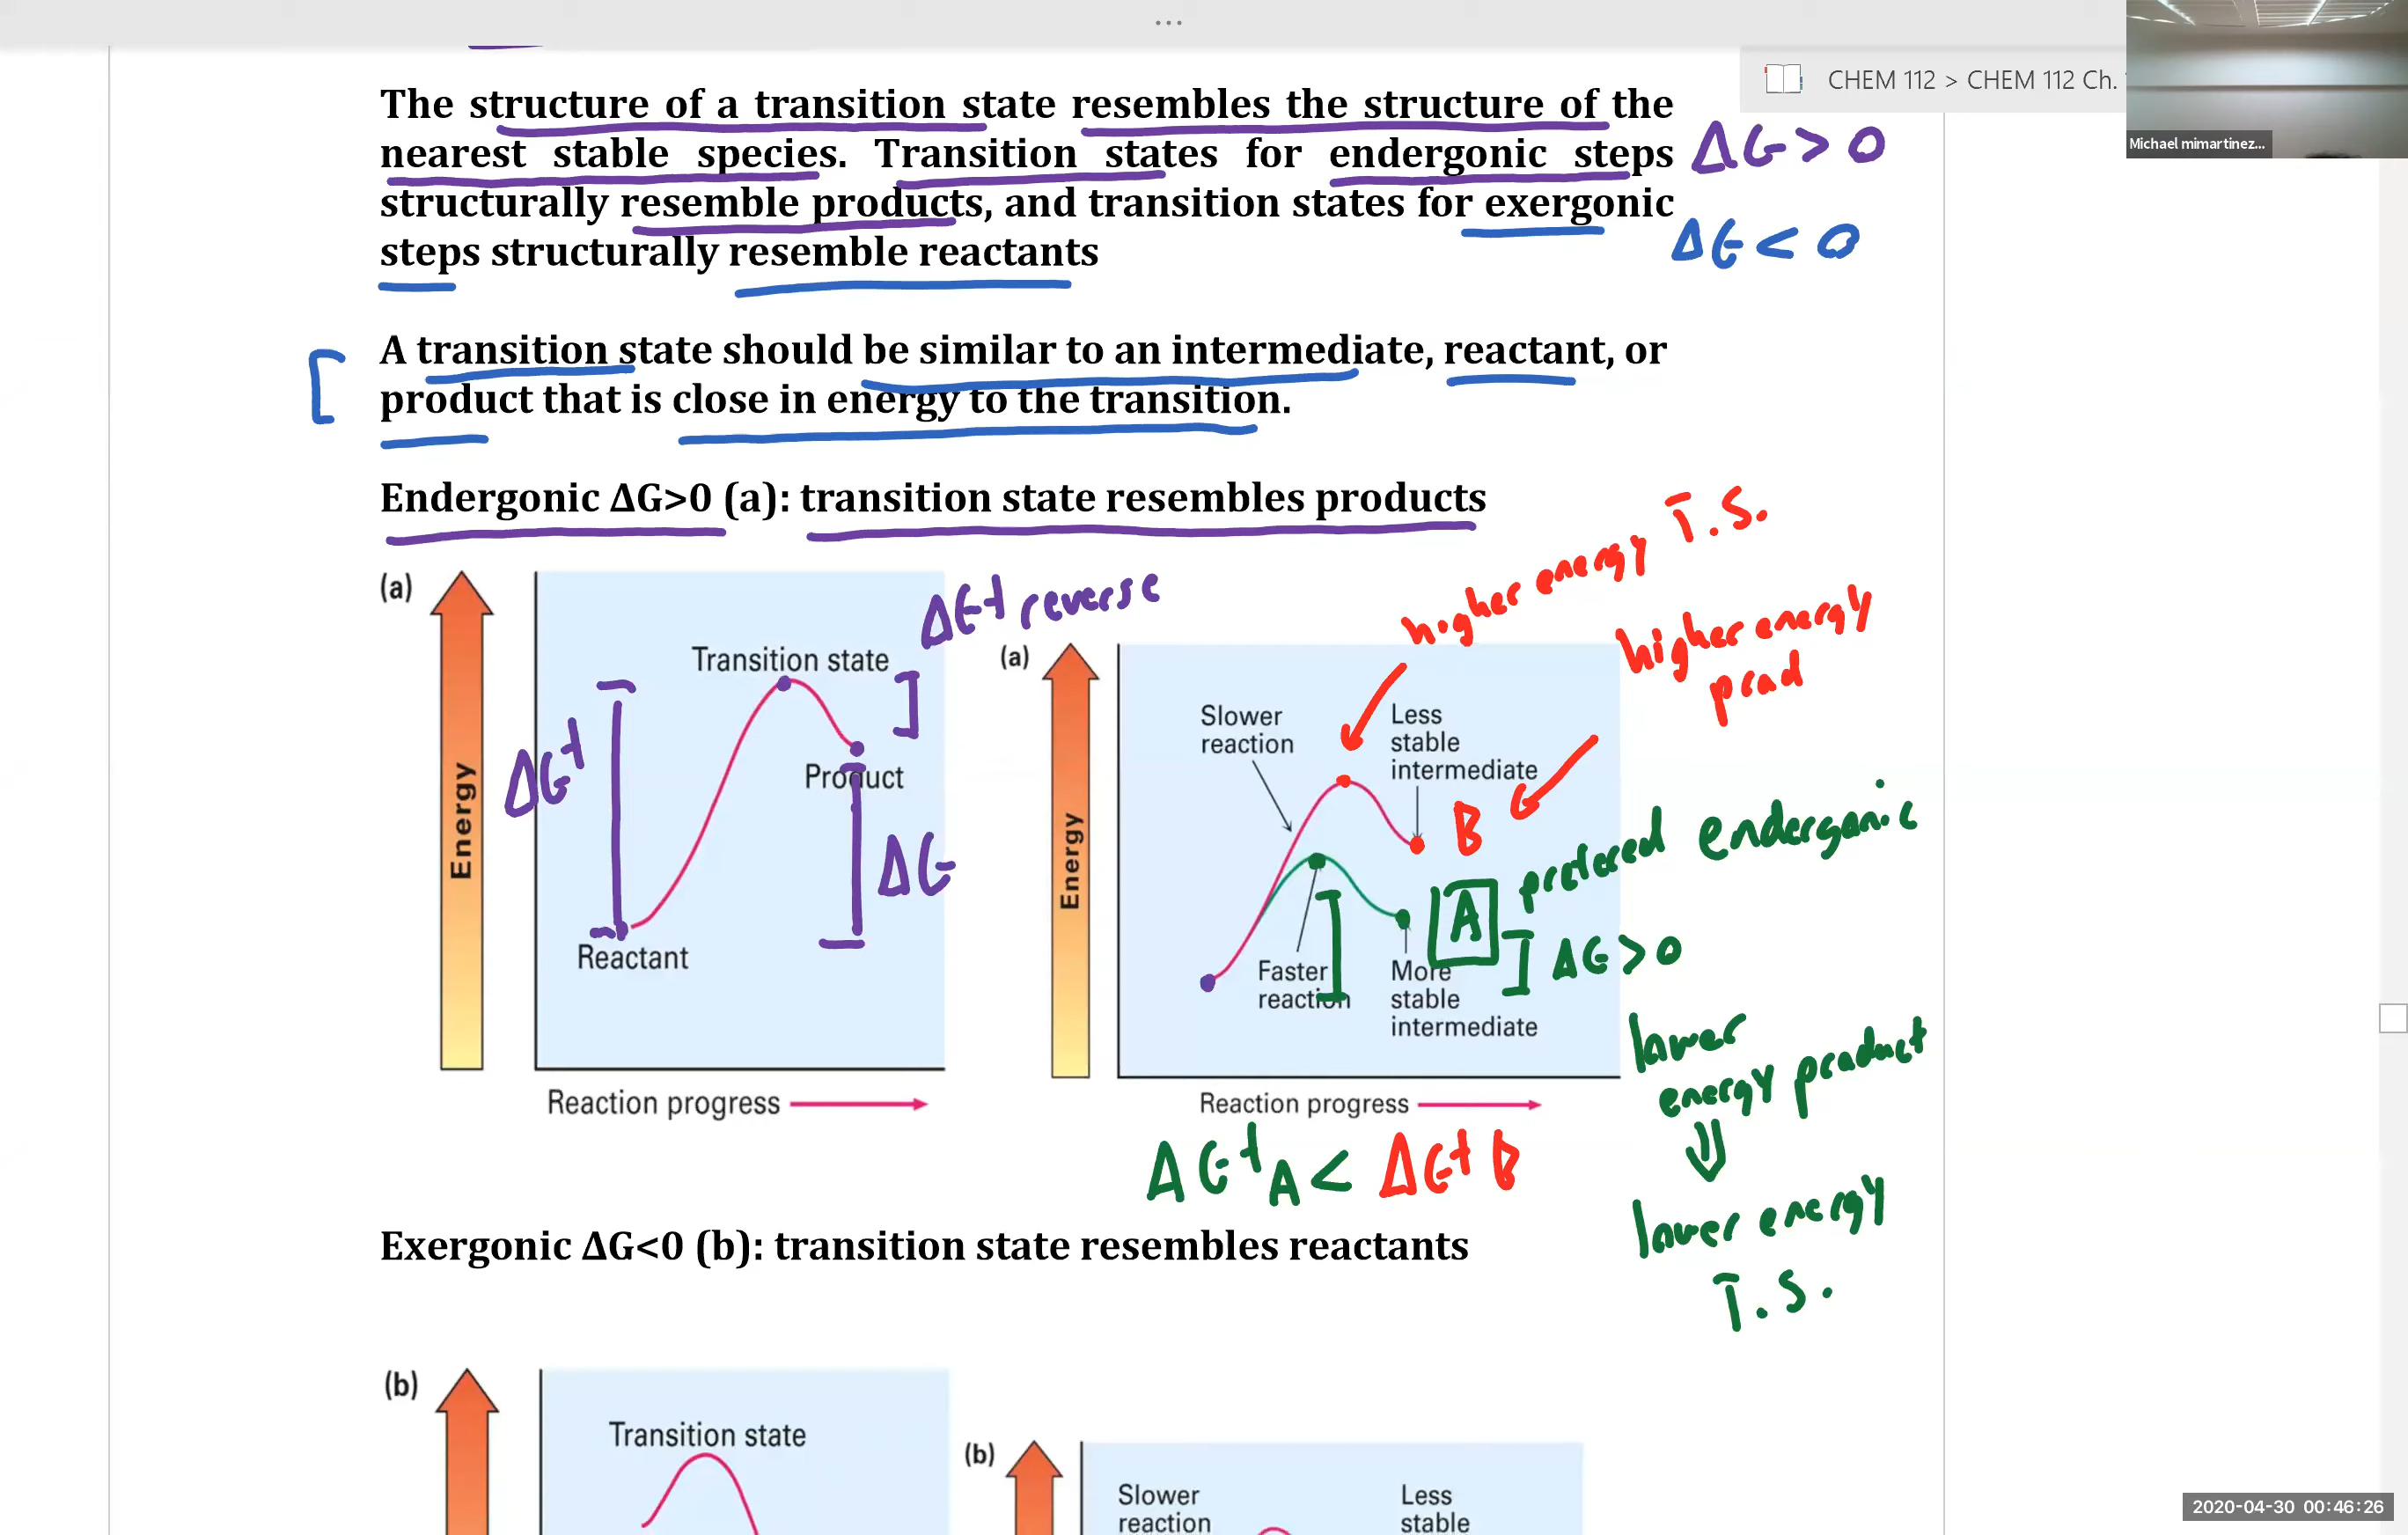 CHEM 112 > CHEM 112 Ch.
Michael mimartinez...
The structure of a transition state resembles the structure of the
nearest stable species. Transition states for endergonic steps
ΔG > 0
structurally resemble products, and transition states for exergonic
steps structurally resemble reactants
ΔG < 0
A transition state should be similar to an intermediate, reactant, or
product that is close in energy to the transition.
Endergonic ΔG>0 (a): transition state resembles products
(a)
Energy
Transition state
Product
Reactant
Reaction progress
ΔG‡
ΔG‡ reverse
ΔG
(a)
Energy
Slower
reaction
Less
stable
intermediate
Faster
reaction
More
stable
intermediate
Reaction progress
higher energy T.S.
higher energy
prod
B
A
prefered endergonic
ΔG>0
lower
energy product
⇓
lower energy
T.S.
ΔG‡A < ΔG‡B
Exergonic ΔG<0 (b): transition state resembles reactants
(b)
Transition state
(b)
Slower
reaction
Less
stable
2020-04-30 00:46:26